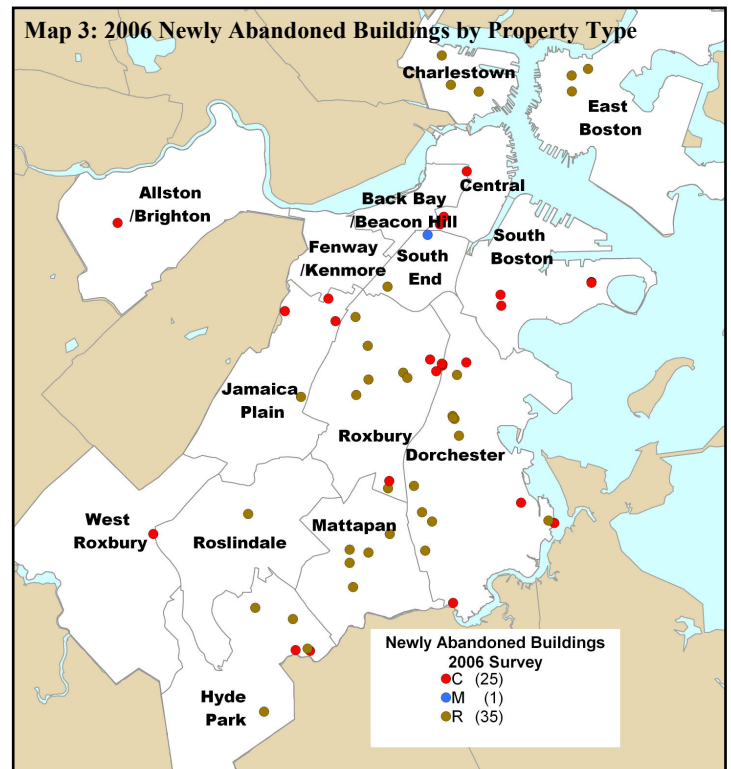 Map 3: 2006 Newly Abandoned Buildings by Property Type
Charlestown
East
Boston
Allston
/Brighton
Central
Back Bay
/Beacon Hill
South
Boston
Fenway
/Kenmore
South
End
Jamaica
Plain
Roxbury
Dorchester
West
Roxbury
Roslindale
Mattapan
Hyde
Park
Newly Abandoned Buildings
2006 Survey
C (25)
M (1)
R (35)